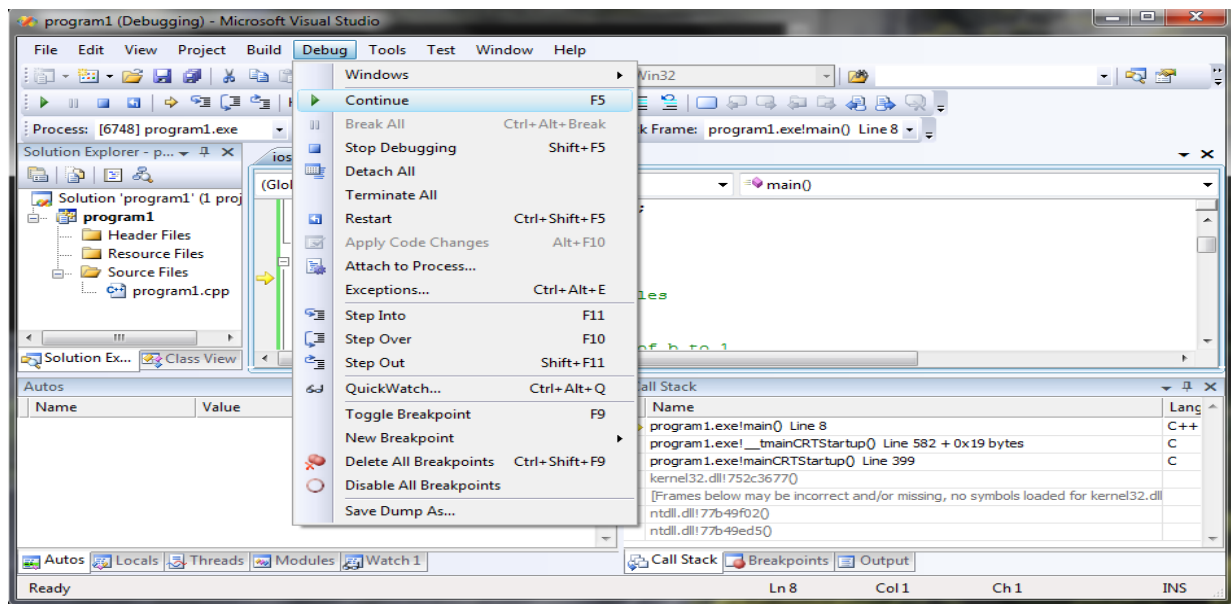 program1 (Debugging) - Microsoft Visual Studio
File Edit View Project Build Debug Tools Test Window Help
Win32
Process: [6748] program1.exe
k Frame: program1.exe!main() Line 8
Solution Explorer - p...
ios
(Glo
main()
Solution 'program1' (1 proj
program1
Header Files
Resource Files
Source Files
program1.cpp
Solution Ex... Class View
;
les
of b to 1
Windows
Continue F5
Break All Ctrl+Alt+Break
Stop Debugging Shift+F5
Detach All
Terminate All
Restart Ctrl+Shift+F5
Apply Code Changes Alt+F10
Attach to Process...
Exceptions... Ctrl+Alt+E
Step Into F11
Step Over F10
Step Out Shift+F11
QuickWatch... Ctrl+Alt+Q
Toggle Breakpoint F9
New Breakpoint
Delete All Breakpoints Ctrl+Shift+F9
Disable All Breakpoints
Save Dump As...
Autos
Name Value
Call Stack
Name Lang
program1.exe!main() Line 8 C++
program1.exe!__tmainCRTStartup() Line 582 + 0x19 bytes C
program1.exe!mainCRTStartup() Line 399 C
kernel32.dll!752c3677()
[Frames below may be incorrect and/or missing, no symbols loaded for kernel32.dll
ntdll.dll!77b49f02()
ntdll.dll!77b49ed5()
Autos Locals Threads Modules Watch 1
Call Stack Breakpoints Output
Ready Ln 8 Col 1 Ch 1 INS